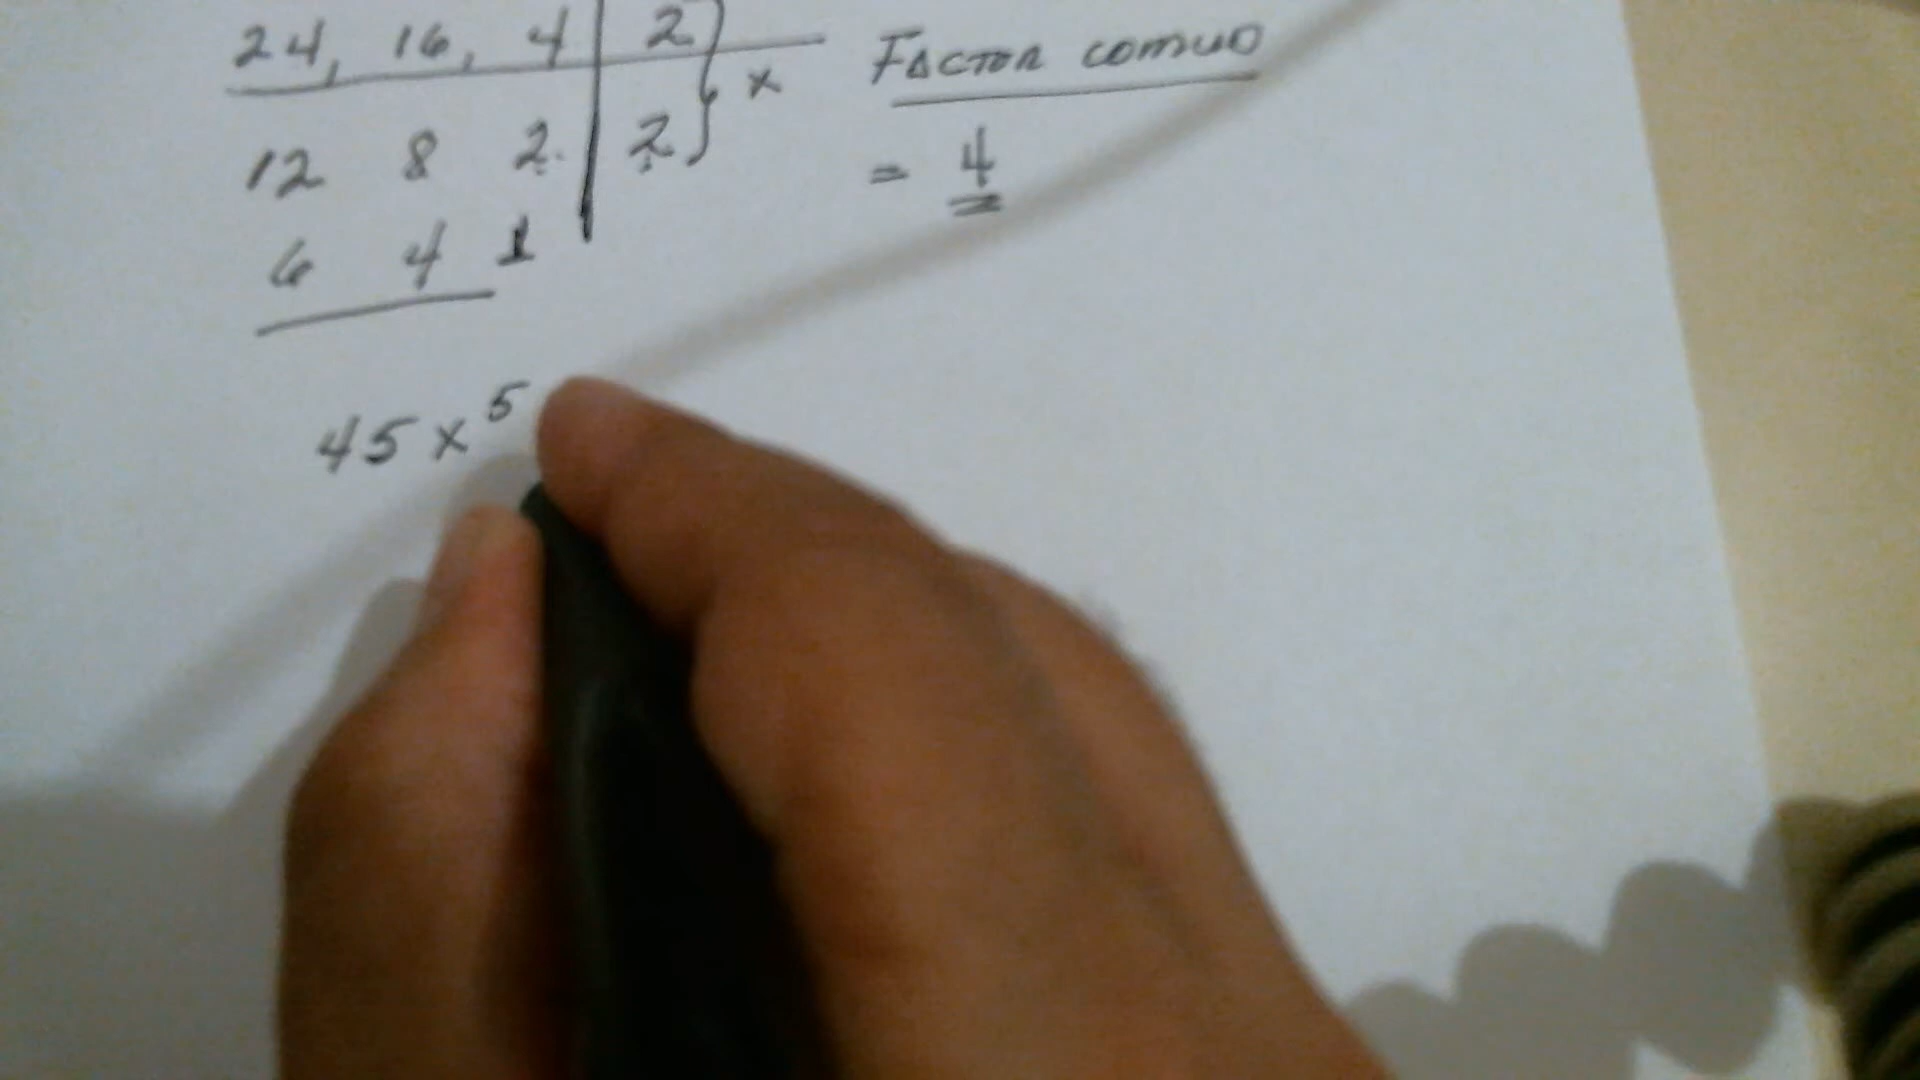 24, 16, 4 | 2 } x Factor comun
12 8 2. | 2 = 4
6 4 1
45x⁵